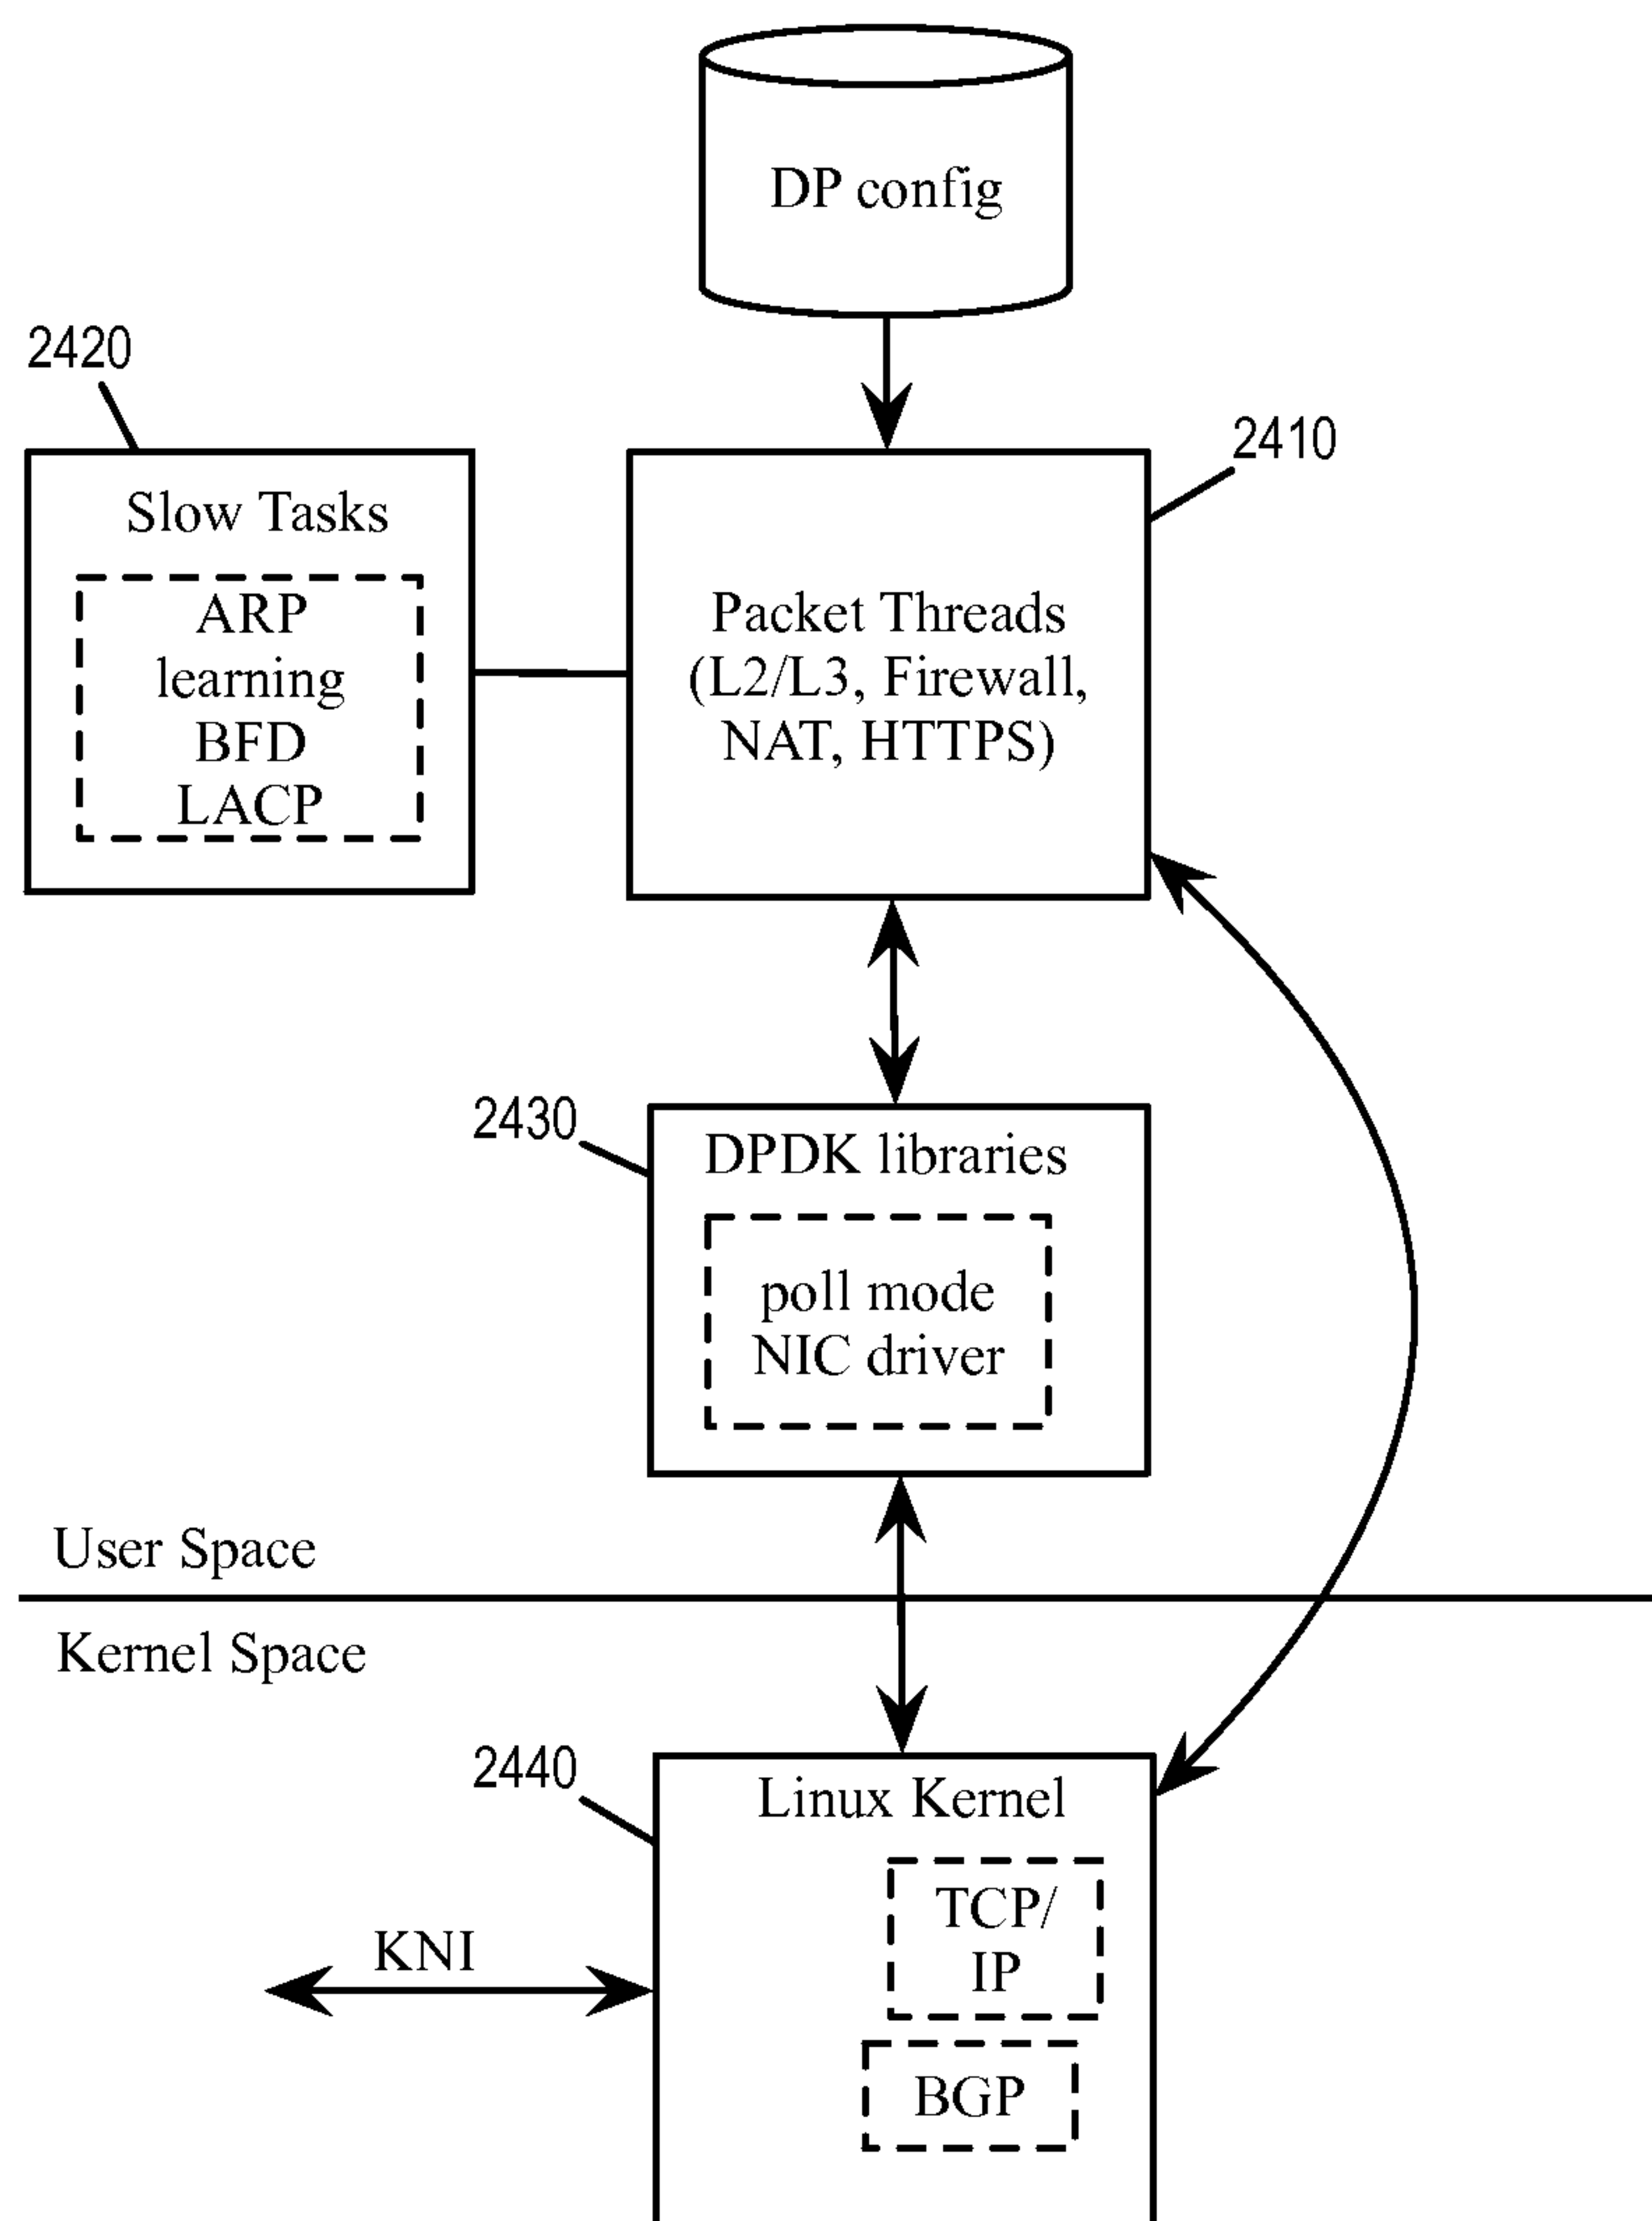 DP config
2420
2410
Slow Tasks
ARP
learning
BFD
LACP
Packet Threads
(L2/L3, Firewall,
NAT, HTTPS)
2430
DPDK libraries
poll mode
NIC driver
User Space
Kernel Space
2440
Linux Kernel
TCP/
IP
KNI
BGP